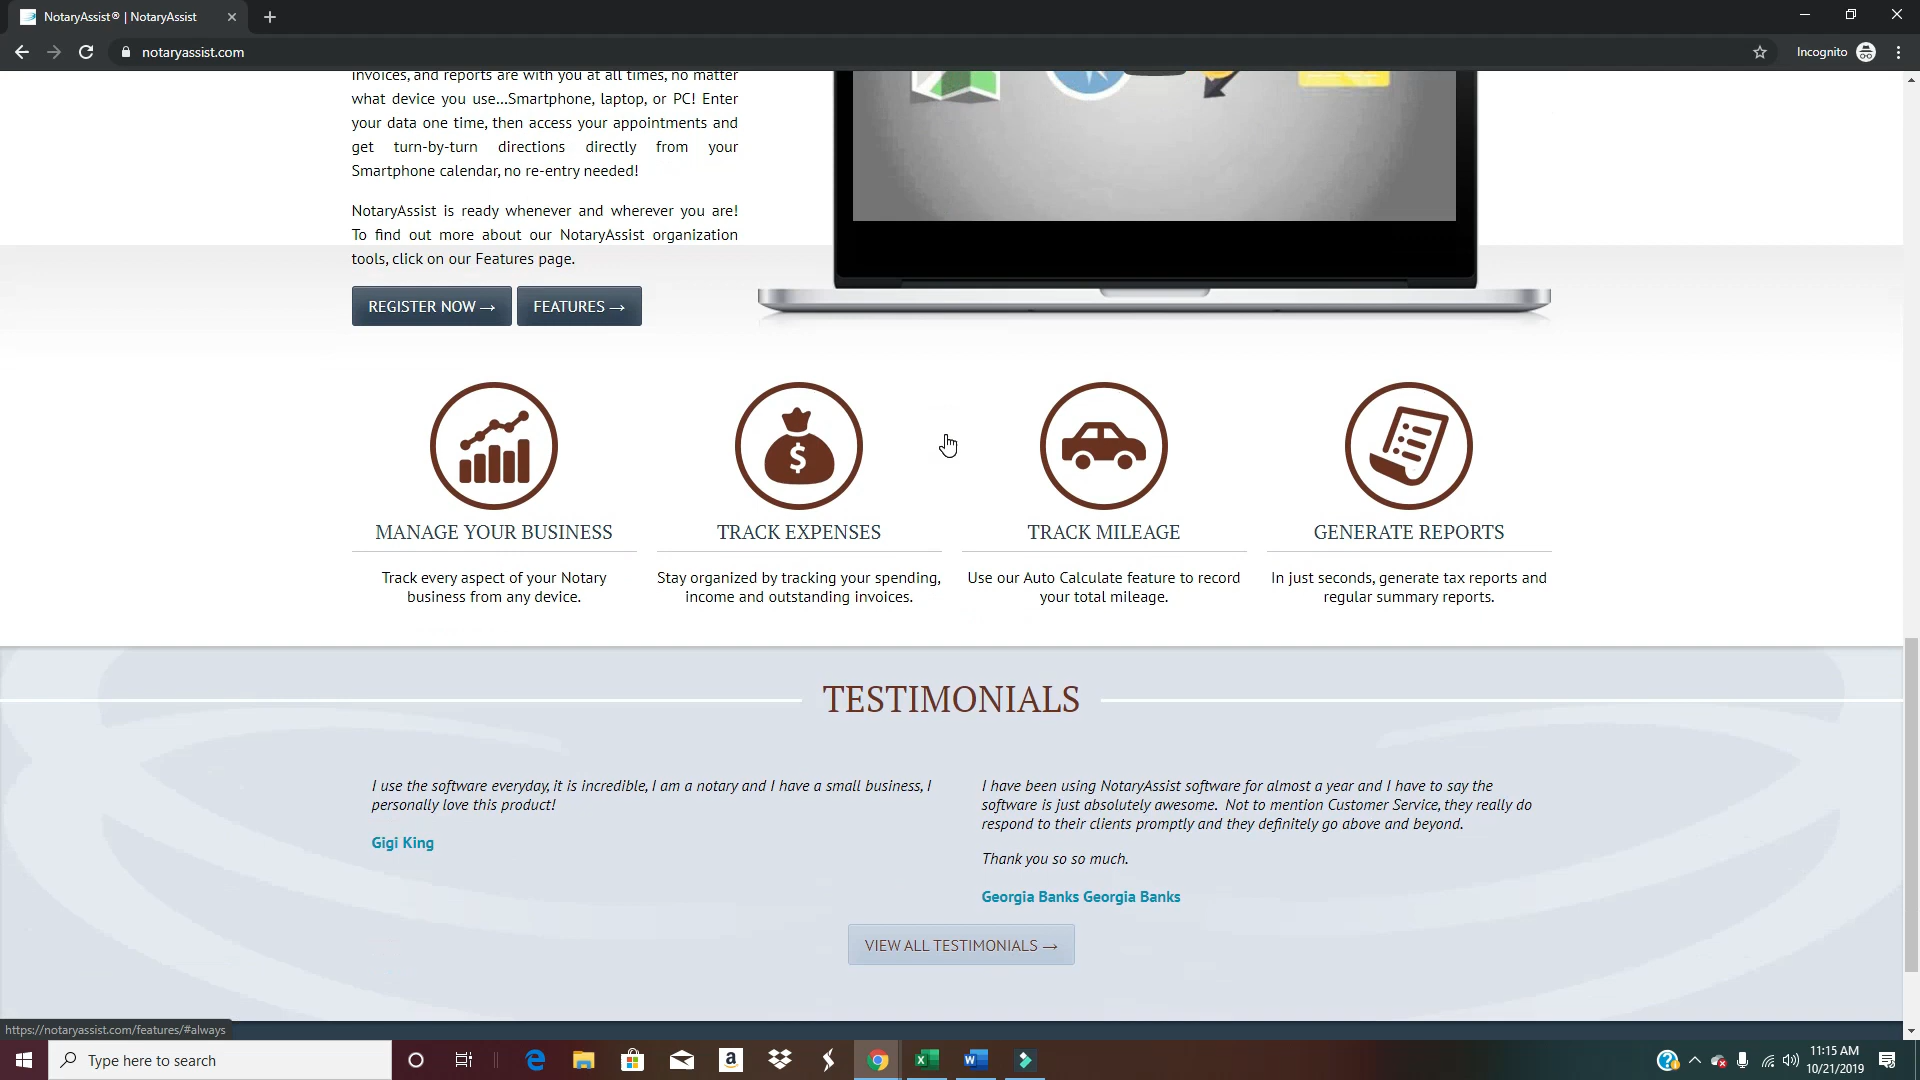 NotaryAssist® | NotaryAssist
notaryassist.com
Incognito
invoices, and reports are with you at all times, no matter
what device you use...Smartphone, laptop, or PC! Enter
your data one time, then access your appointments and
get turn-by-turn directions directly from your
Smartphone calendar, no re-entry needed!
NotaryAssist is ready whenever and wherever you are!
To find out more about our NotaryAssist organization
tools, click on our Features page.
REGISTER NOW → FEATURES →
$
MANAGE YOUR BUSINESS
Track every aspect of your Notary
business from any device.
TRACK EXPENSES
Stay organized by tracking your spending,
income and outstanding invoices.
TRACK MILEAGE
Use our Auto Calculate feature to record
your total mileage.
GENERATE REPORTS
In just seconds, generate tax reports and
regular summary reports.
TESTIMONIALS
I use the software everyday, it is incredible, I am a notary and I have a small business, I
personally love this product!
Gigi King
I have been using NotaryAssist software for almost a year and I have to say the
software is just absolutely awesome. Not to mention Customer Service, they really do
respond to their clients promptly and they definitely go above and beyond.
Thank you so so much.
Georgia Banks Georgia Banks
VIEW ALL TESTIMONIALS →
https://notaryassist.com/features/#always
Type here to search
11:15 AM
10/21/2019